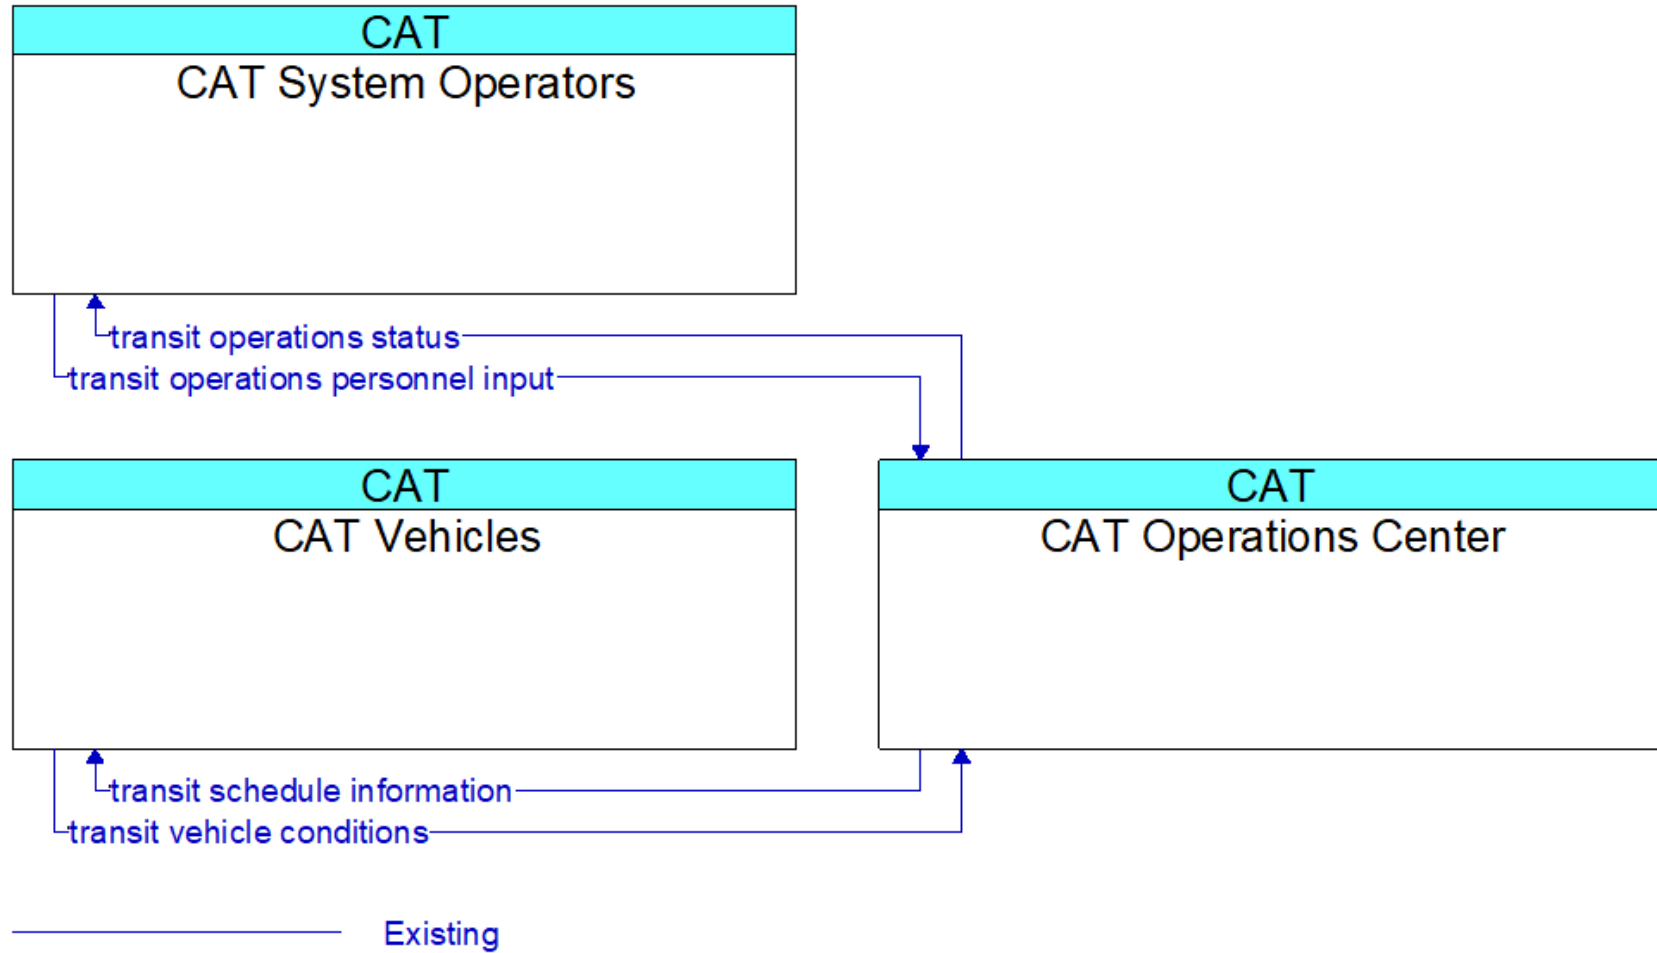 CAT
CAT System Operators
transit operations status
transit operations personnel input
CAT
CAT Vehicles
CAT
CAT Operations Center
transit schedule information
transit vehicle conditions
Existing